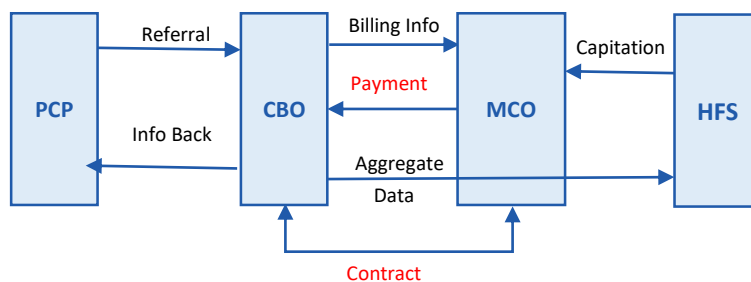 Referral
Billing Info
Capitation
Payment
PCP
CBO
MCO
HFS
Info Back
Aggregate
Data
Contract